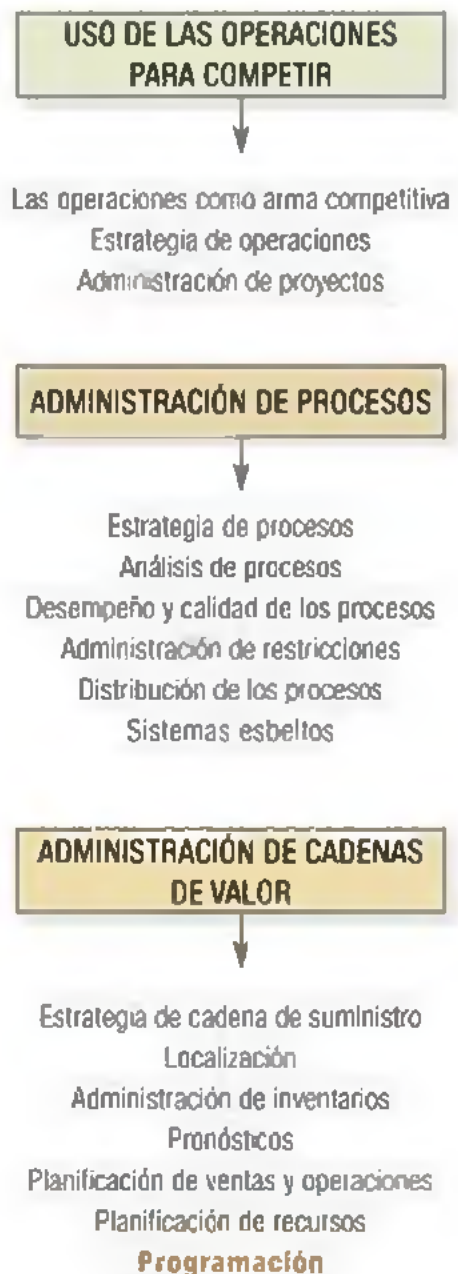 USO DE LAS OPERACIONES
PARA COMPETIR
Las operaciones como arma competitiva
Estrategia de operaciones
Administración de proyectos
ADMINISTRACIÓN DE PROCESOS
Estrategia de procesos
Análisis de procesos
Desempeño y calidad de los procesos
Administración de restricciones
Distribución de los procesos
Sistemas esbeltos
ADMINISTRACIÓN DE CADENAS
DE VALOR
Estrategia de cadena de suministro
Localización
Administración de inventarios
Pronósticos
Planificación de ventas y operaciones
Planificación de recursos
Programación